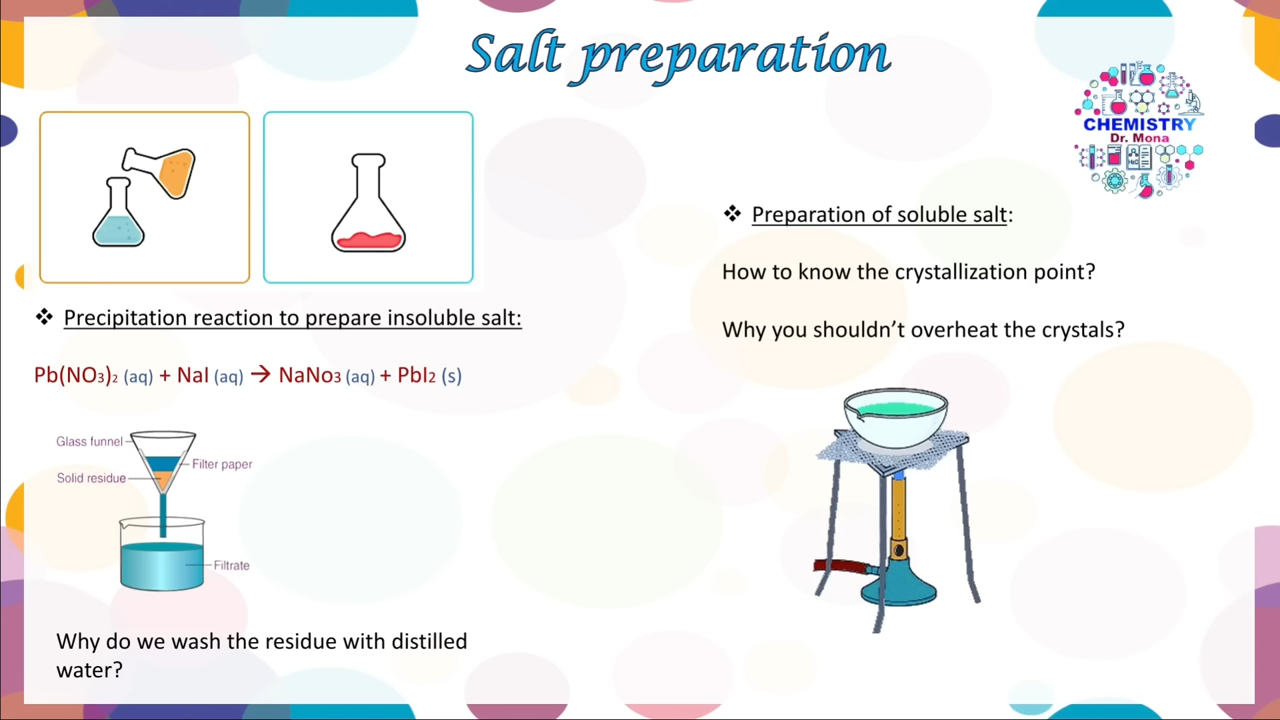 Salt preparation
CHEMISTRY
Dr. Mona
❖ Precipitation reaction to prepare insoluble salt:
Pb(NO₃)₂ (aq) + NaI (aq) → NaNo₃ (aq) + PbI₂ (s)
Glass funnel
Filter paper
Solid residue
Filtrate
Why do we wash the residue with distilled
water?
❖ Preparation of soluble salt:
How to know the crystallization point?
Why you shouldn’t overheat the crystals?